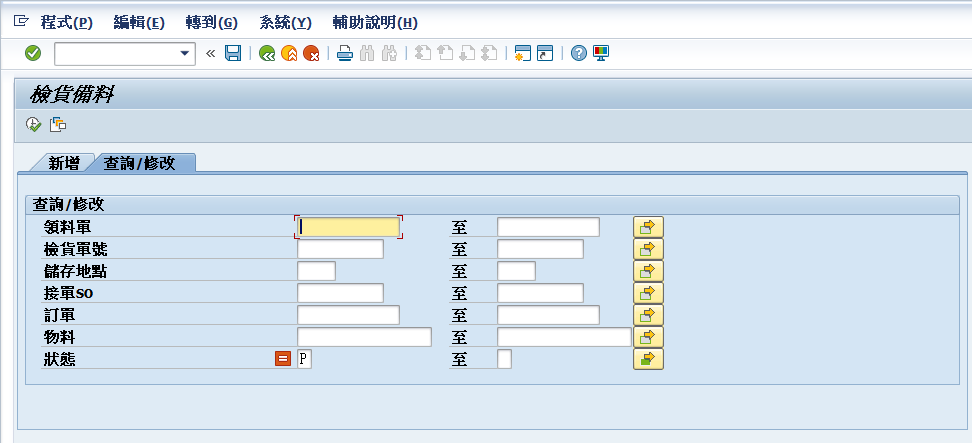 程式(P) 編輯(E) 轉到(G) 系統(Y) 輔助說明(H)
檢貨備料
新增 查詢/修改
查詢/修改
領料單 至
檢貨單號 至
儲存地點 至
接單SO 至
訂單 至
物料 至
狀態 = P 至